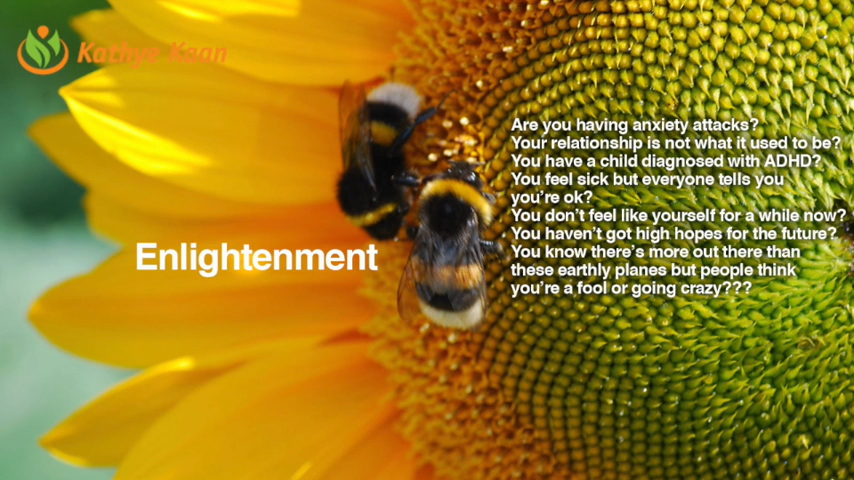 Kathye Kaan
Enlightenment
Are you having anxiety attacks?
Your relationship is not what it used to be?
You have a child diagnosed with ADHD?
You feel sick but everyone tells you
you're ok?
You don't feel like yourself for a while now?
You haven't got high hopes for the future?
You know there's more out there than
these earthly planes but people think
you're a fool or going crazy???